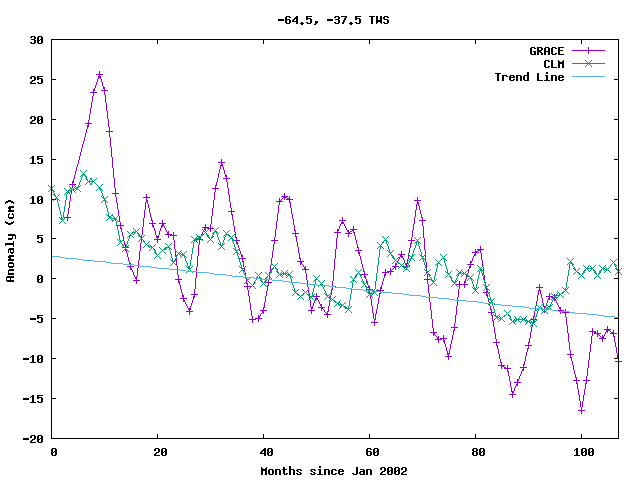 -64.5, -37.5 TWS
30
25
20
15
10
5
0
-5
-10
-15
-20
Anomaly (cm)
GRACE
CLM
Trend Line
0 20 40 60 80 100
Months since Jan 2002